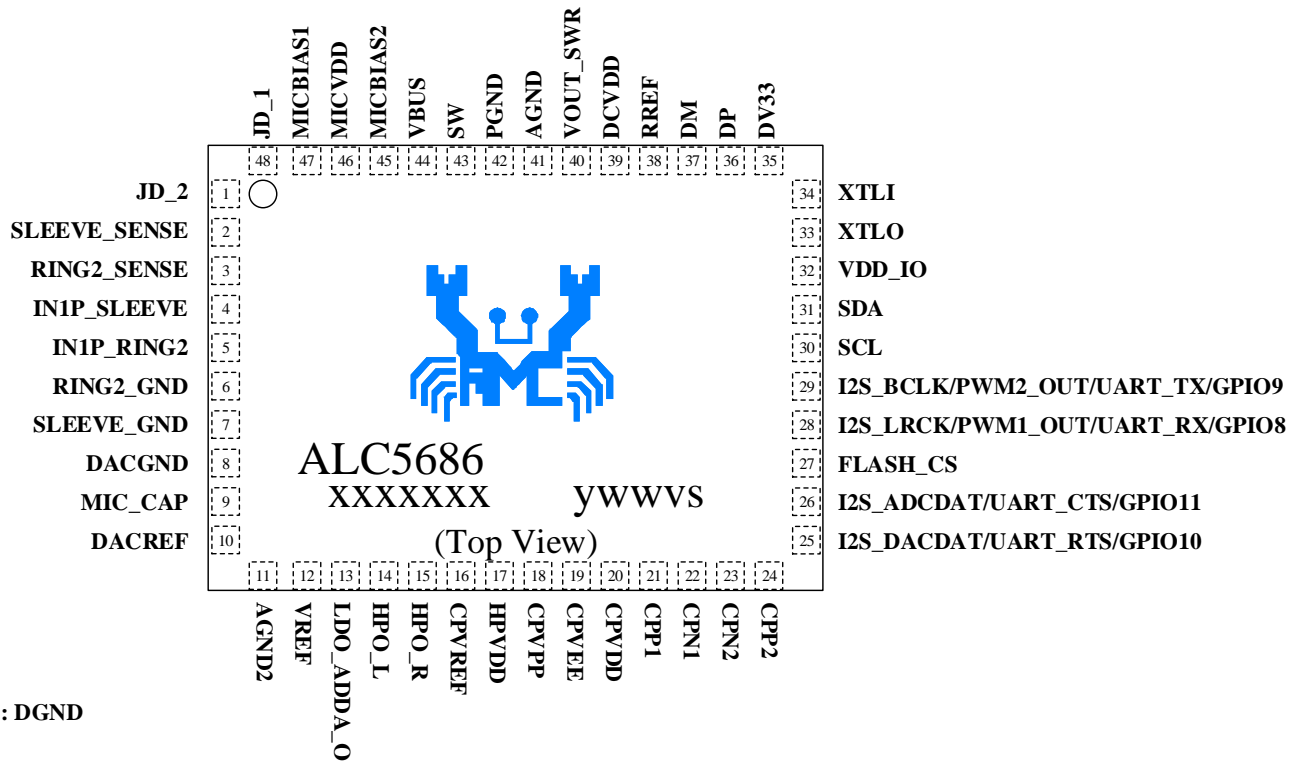 JD_1
MICBIAS1
MICVDD
MICBIAS2
VBUS
SW
PGND
AGND
VOUT_SWR
DCVDD
RREF
DM
DP
DV33
48 47 46 45 44 43 42 41 40 39 38 37 36 35
JD_2 1
SLEEVE_SENSE 2
RING2_SENSE 3
IN1P_SLEEVE 4
IN1P_RING2 5
RING2_GND 6
SLEEVE_GND 7
DACGND 8
MIC_CAP 9
DACREF 10
34 XTLI
33 XTLO
32 VDD_IO
31 SDA
30 SCL
29 I2S_BCLK/PWM2_OUT/UART_TX/GPIO9
28 I2S_LRCK/PWM1_OUT/UART_RX/GPIO8
27 FLASH_CS
26 I2S_ADCDAT/UART_CTS/GPIO11
25 I2S_DACDAT/UART_RTS/GPIO10
AMC
ALC5686
xxxxxxx ywwvs
(Top View)
11 12 13 14 15 16 17 18 19 20 21 22 23 24
AGND2
VREF
LDO_ADDA_O
HPO_L
HPO_R
CPVREF
HPVDD
CPVPP
CPVEE
CPVDD
CPP1
CPN1
CPN2
CPP2
: DGND